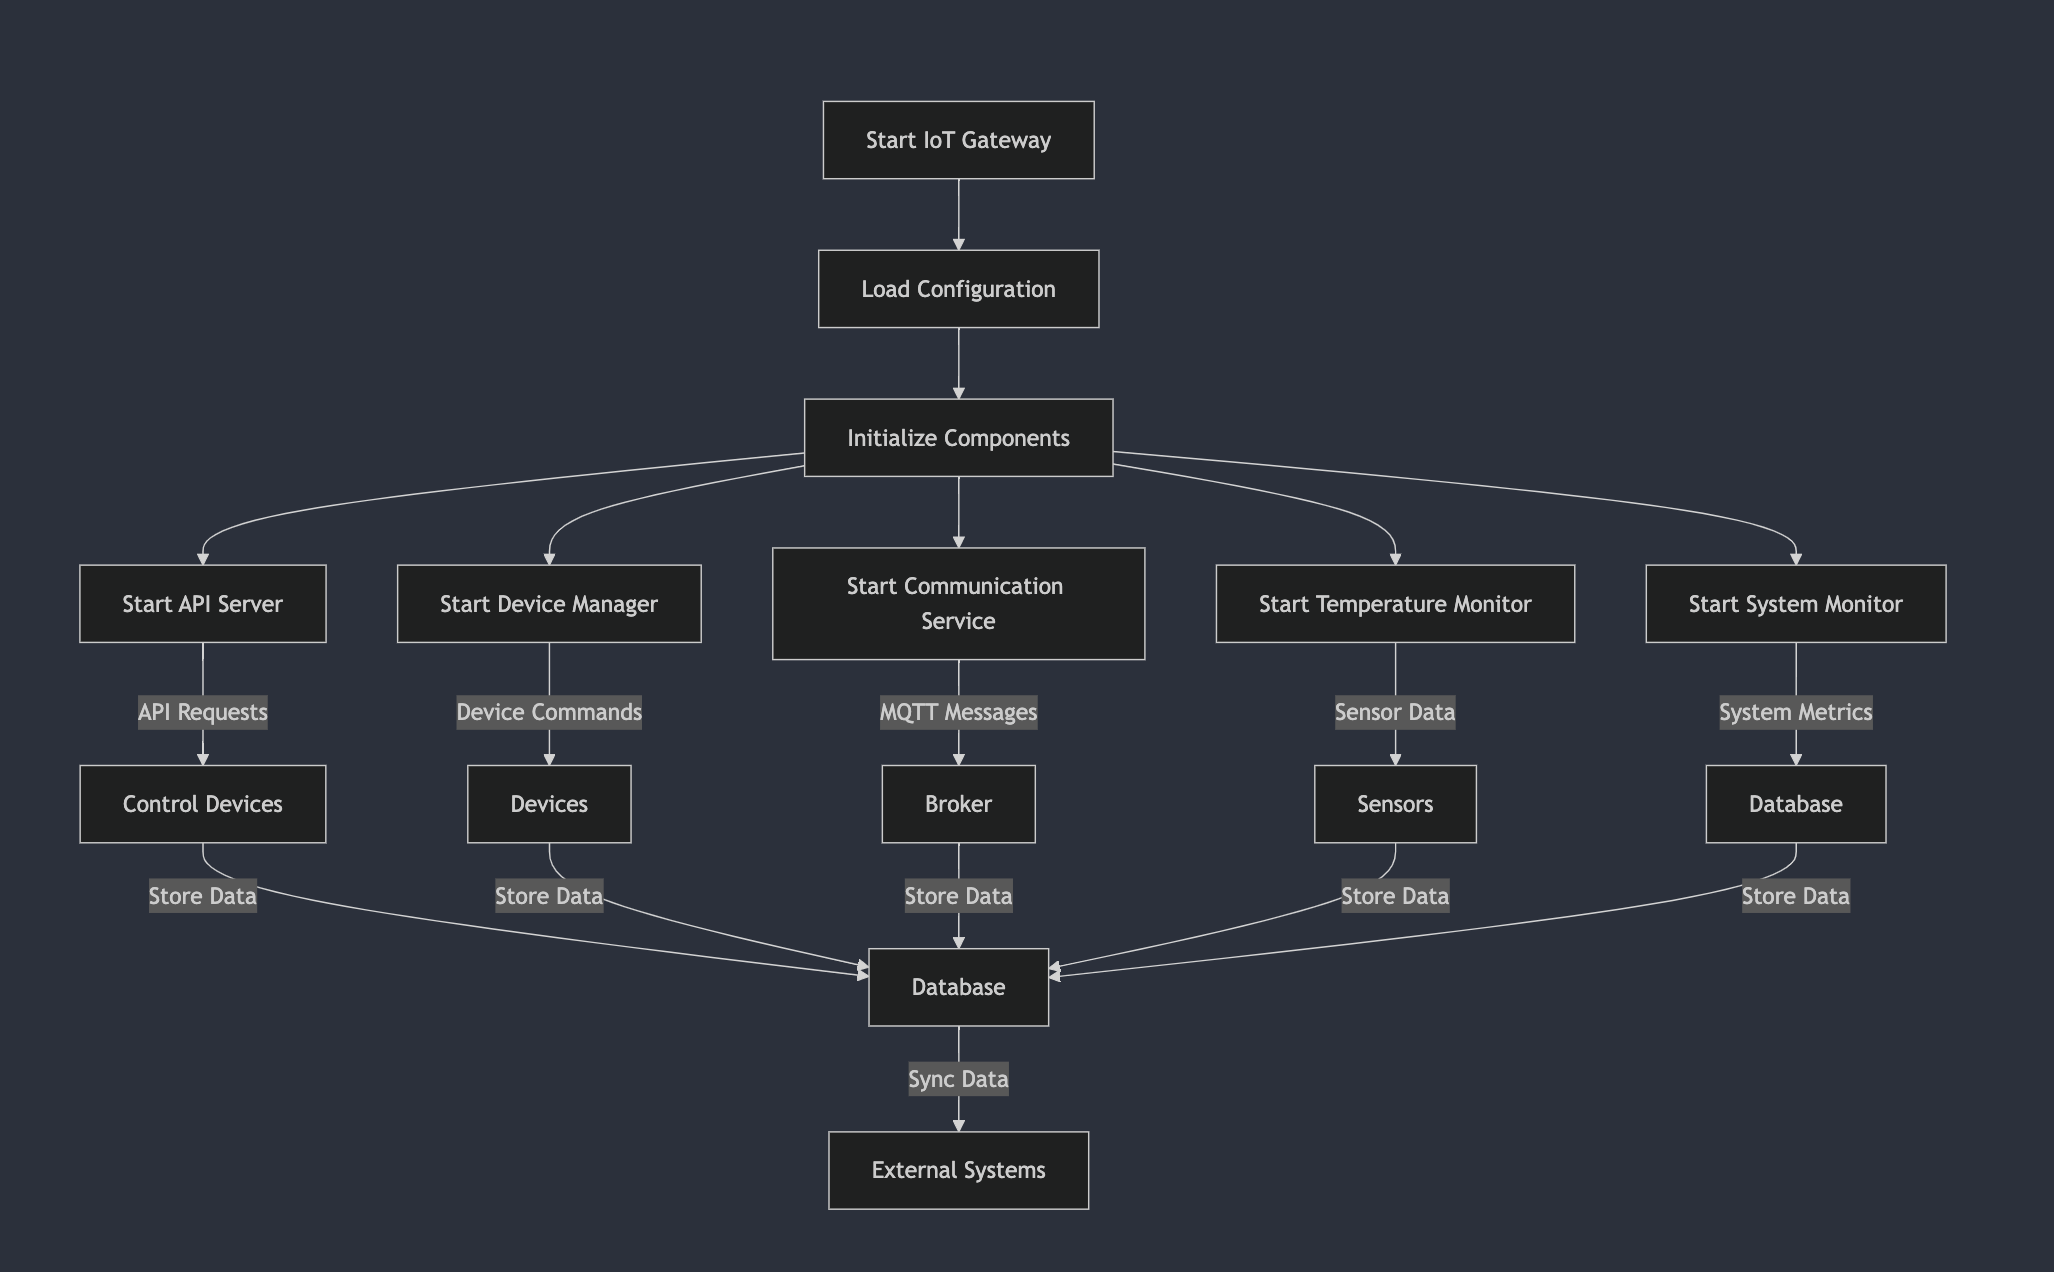 Start IoT Gateway
Load Configuration
Initialize Components
Start API Server
Start Device Manager
Start Communication
Service
Start Temperature Monitor
Start System Monitor
API Requests
Device Commands
MQTT Messages
Sensor Data
System Metrics
Control Devices
Devices
Broker
Sensors
Database
Store Data
Store Data
Store Data
Store Data
Store Data
Database
Sync Data
External Systems